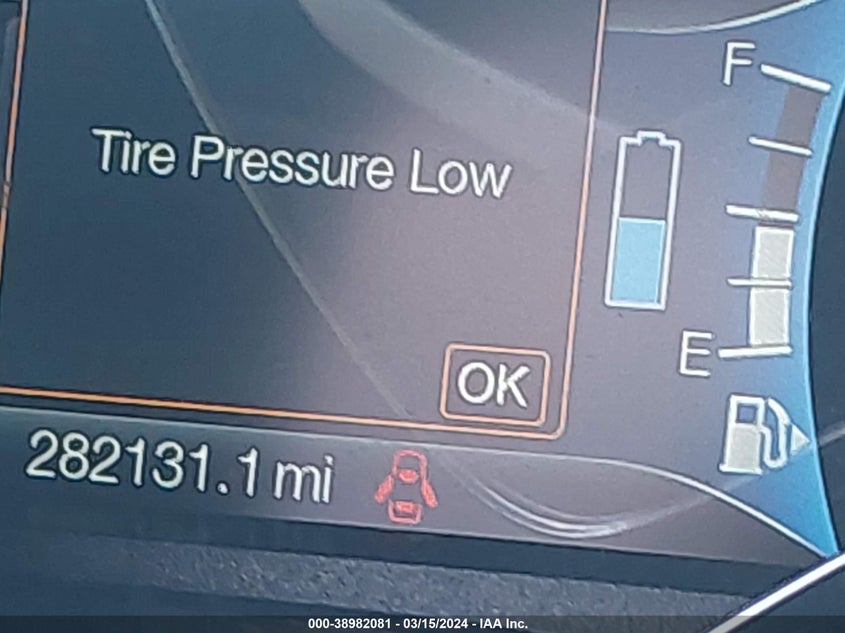 F
Tire Pressure Low
E
OK
282131.1 mi
000-38982081 - 03/15/2024 - IAA Inc.